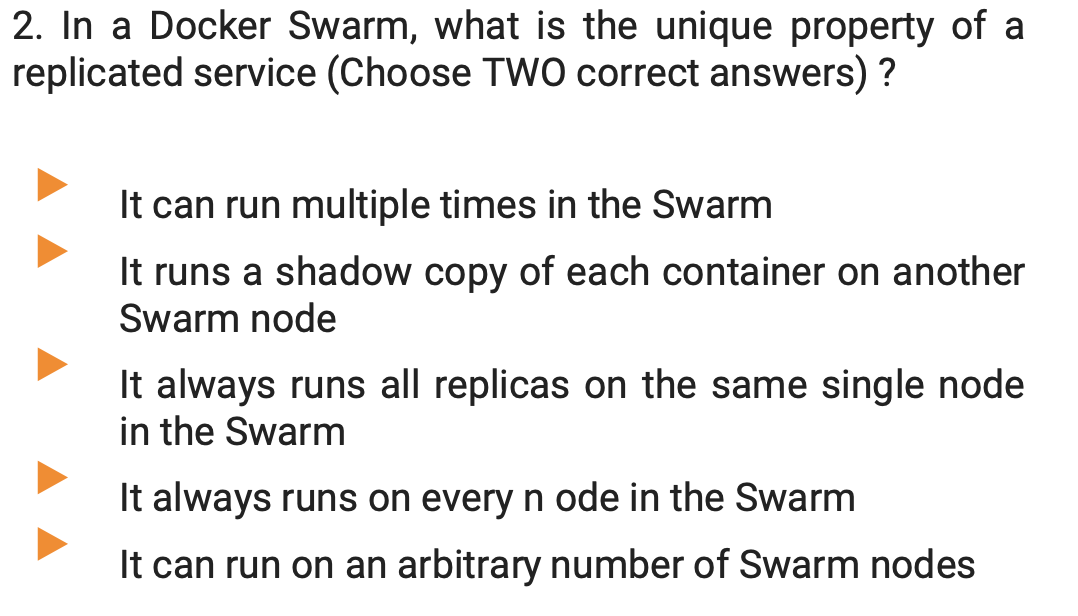 2. In a Docker Swarm, what is the unique property of a
replicated service (Choose TWO correct answers) ?
It can run multiple times in the Swarm
It runs a shadow copy of each container on another
Swarm node
It always runs all replicas on the same single node
in the Swarm
It always runs on every n ode in the Swarm
It can run on an arbitrary number of Swarm nodes